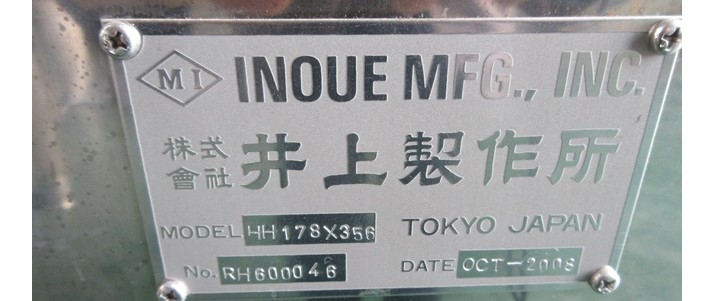 MI INOUE MFG., INC.
株式會社 井上製作所
MODEL HH178X356 TOKYO JAPAN
No. RH600046 DATE OCT-2008